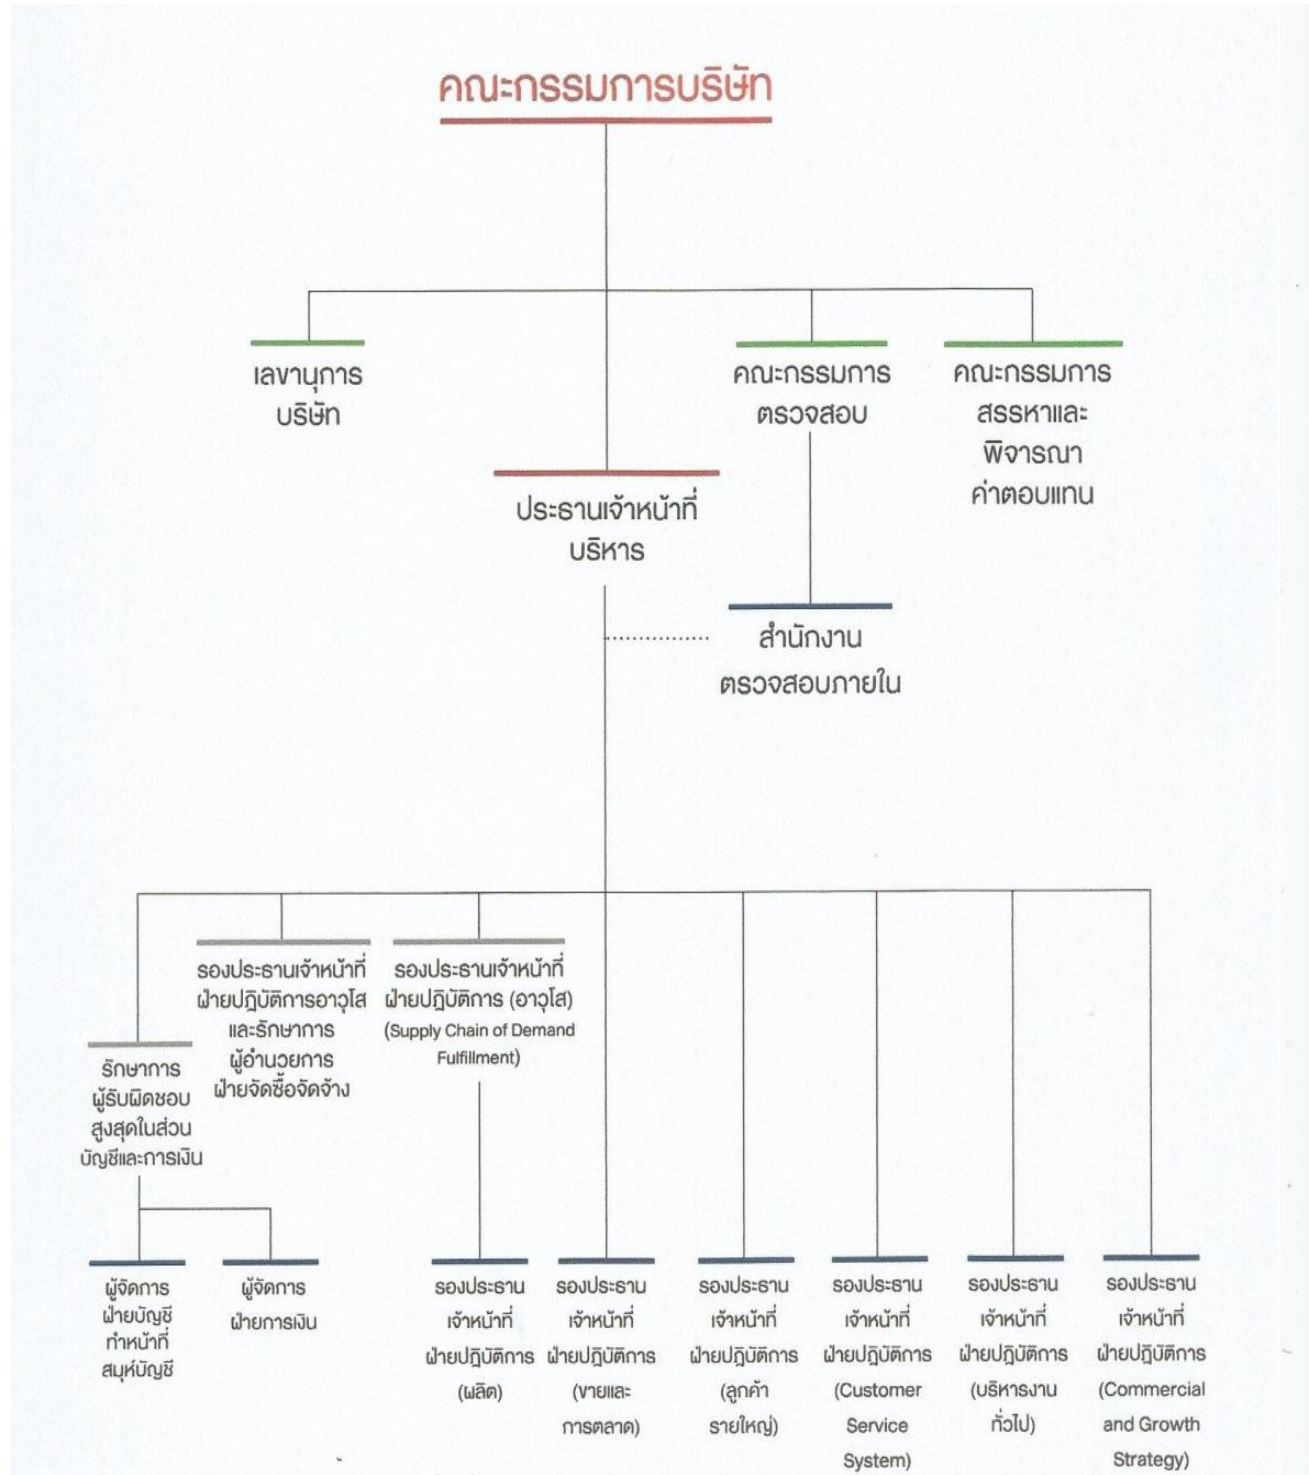 คณะกรรมการบริษัท
เลขานุการ
บริษัท
คณะกรรมการ
ตรวจสอบ
คณะกรรมการ
สรรหาและ
พิจารณา
ค่าตอบแทน
ประธานเจ้าหน้าที่
บริหาร
สำนักงาน
ตรวจสอบภายใน
รักษาการ
ผู้รับผิดชอบ
สูงสุดในส่วน
บัญชีและการเงิน
รองประธานเจ้าหน้าที่
ฝ่ายปฏิบัติการอาวุโส
และรักษาการ
ผู้อำนวยการ
ฝ่ายจัดซื้อจัดจ้าง
รองประธานเจ้าหน้าที่
ฝ่ายปฏิบัติการ (อาวุโส)
(Supply Chain of Demand
Fulfillment)
ผู้จัดการ
ฝ่ายบัญชี
ทำหน้าที่
สมุห์บัญชี
ผู้จัดการ
ฝ่ายการเงิน
รองประธาน
เจ้าหน้าที่
ฝ่ายปฏิบัติการ
(ผลิต)
รองประธาน
เจ้าหน้าที่
ฝ่ายปฏิบัติการ
(ขายและ
การตลาด)
รองประธาน
เจ้าหน้าที่
ฝ่ายปฏิบัติการ
(ลูกค้า
รายใหญ่)
รองประธาน
เจ้าหน้าที่
ฝ่ายปฏิบัติการ
(Customer
Service
System)
รองประธาน
เจ้าหน้าที่
ฝ่ายปฏิบัติการ
(บริหารงาน
ทั่วไป)
รองประธาน
เจ้าหน้าที่
ฝ่ายปฏิบัติการ
(Commercial
and Growth
Strategy)